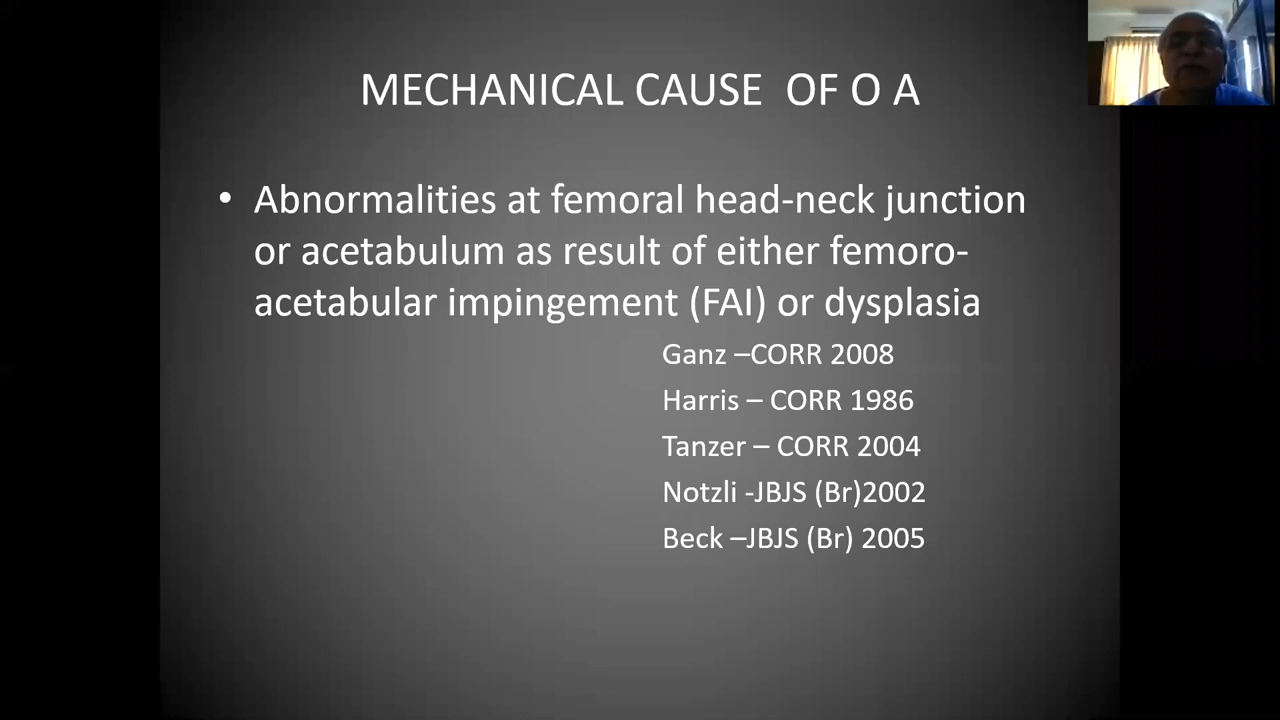 MECHANICAL CAUSE  OF O A
• Abnormalities at femoral head-neck junction
or acetabulum as result of either femoro-
acetabular impingement (FAI) or dysplasia
Ganz –CORR 2008
Harris – CORR 1986
Tanzer – CORR 2004
Notzli -JBJS (Br)2002
Beck –JBJS (Br) 2005